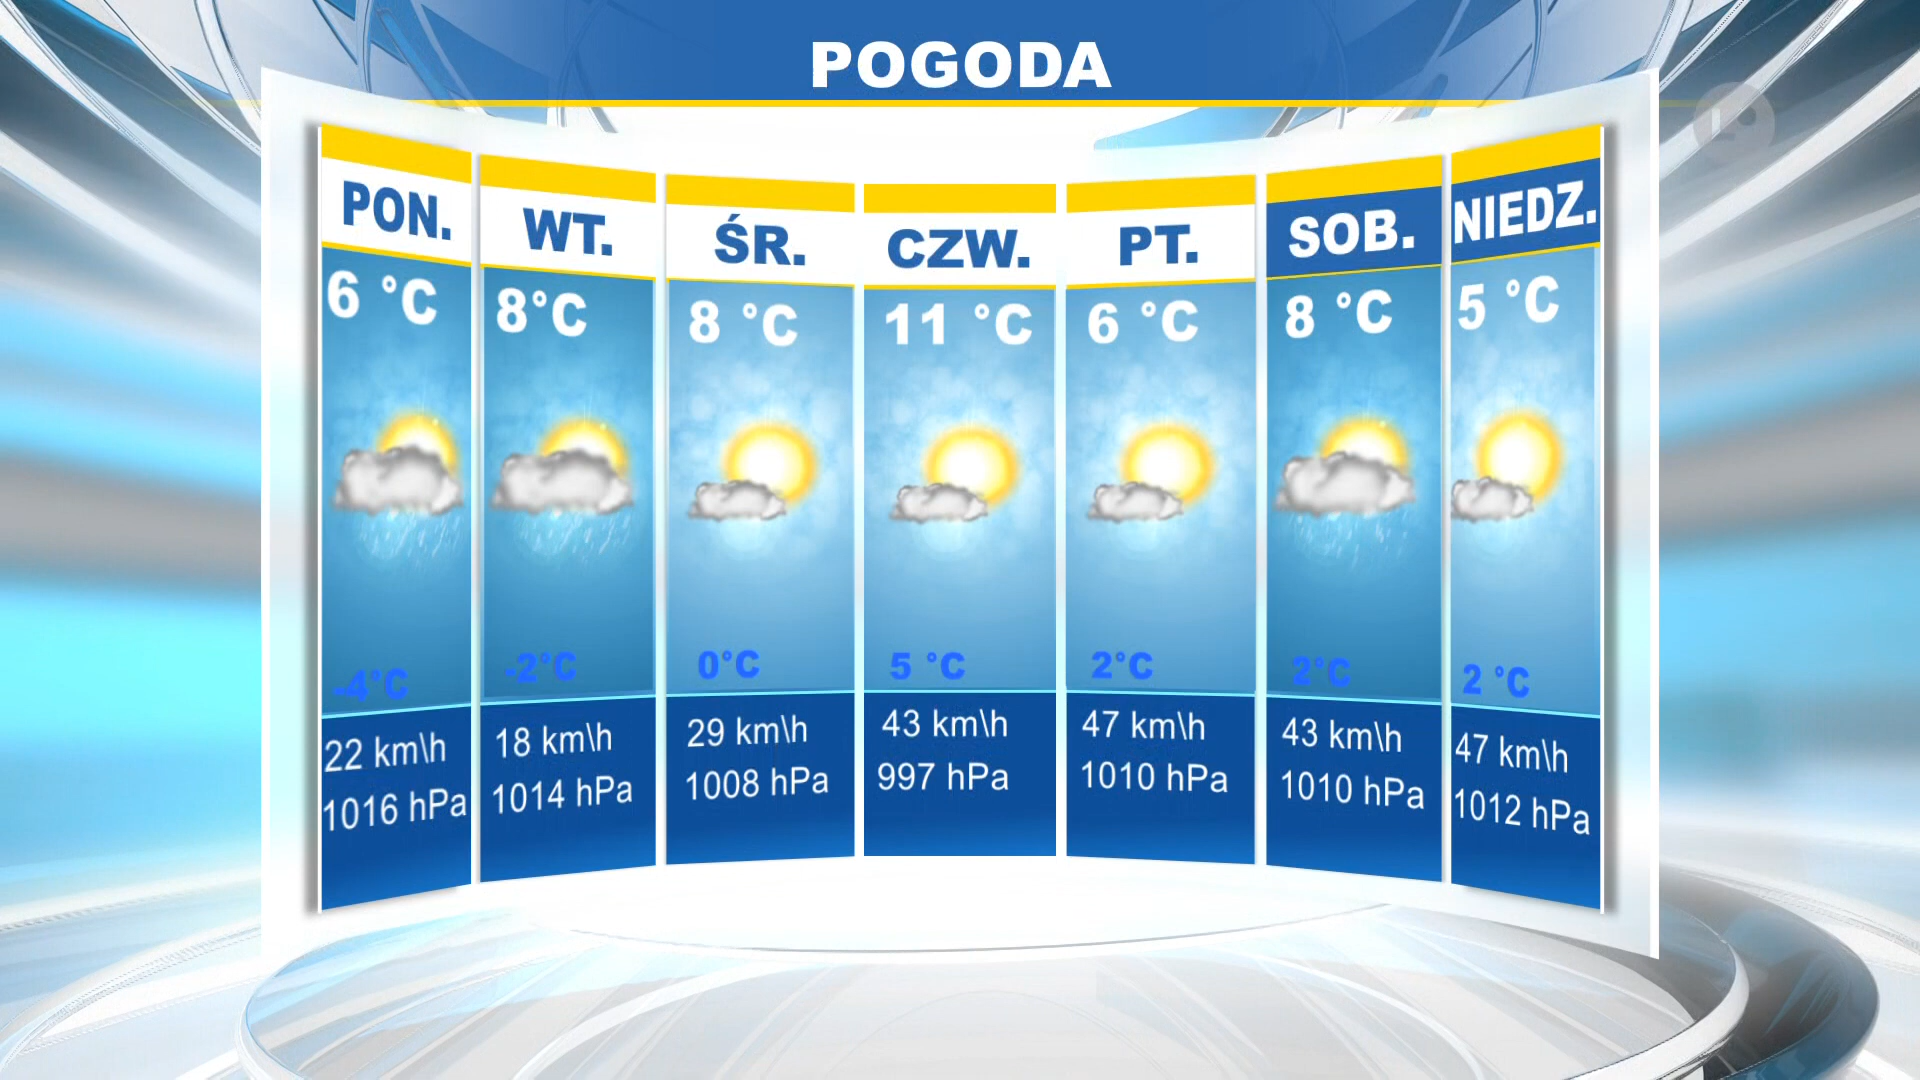 POGODA
PON.
6 °C
-4°C
22 km\h
1016 hPa
WT.
8°C
-2°C
18 km\h
1014 hPa
ŚR.
8 °C
0°C
29 km\h
1008 hPa
CZW.
11 °C
5 °C
43 km\h
997 hPa
PT.
6 °C
2°C
47 km\h
1010 hPa
SOB.
8 °C
2°C
43 km\h
1010 hPa
NIEDZ.
5 °C
2 °C
47 km\h
1012 hPa